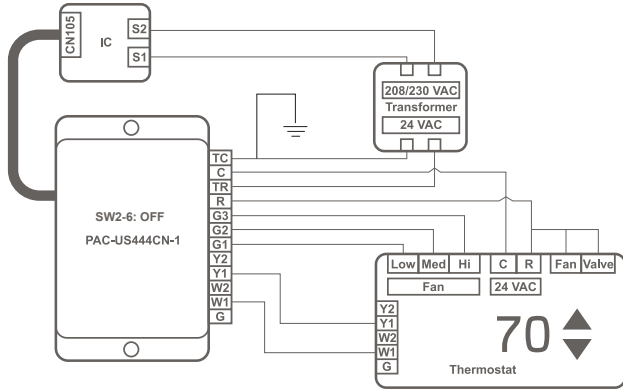 CN105
IC
S2
S1
208/230 VAC
Transformer
24 VAC
SW2-6: OFF
PAC-US444CN-1
TC
C
TR
R
G3
G2
G1
Y2
Y1
W2
W1
G
Low Med Hi C R Fan Valve
Fan 24 VAC
Y2
Y1
W2
W1
G
70
Thermostat